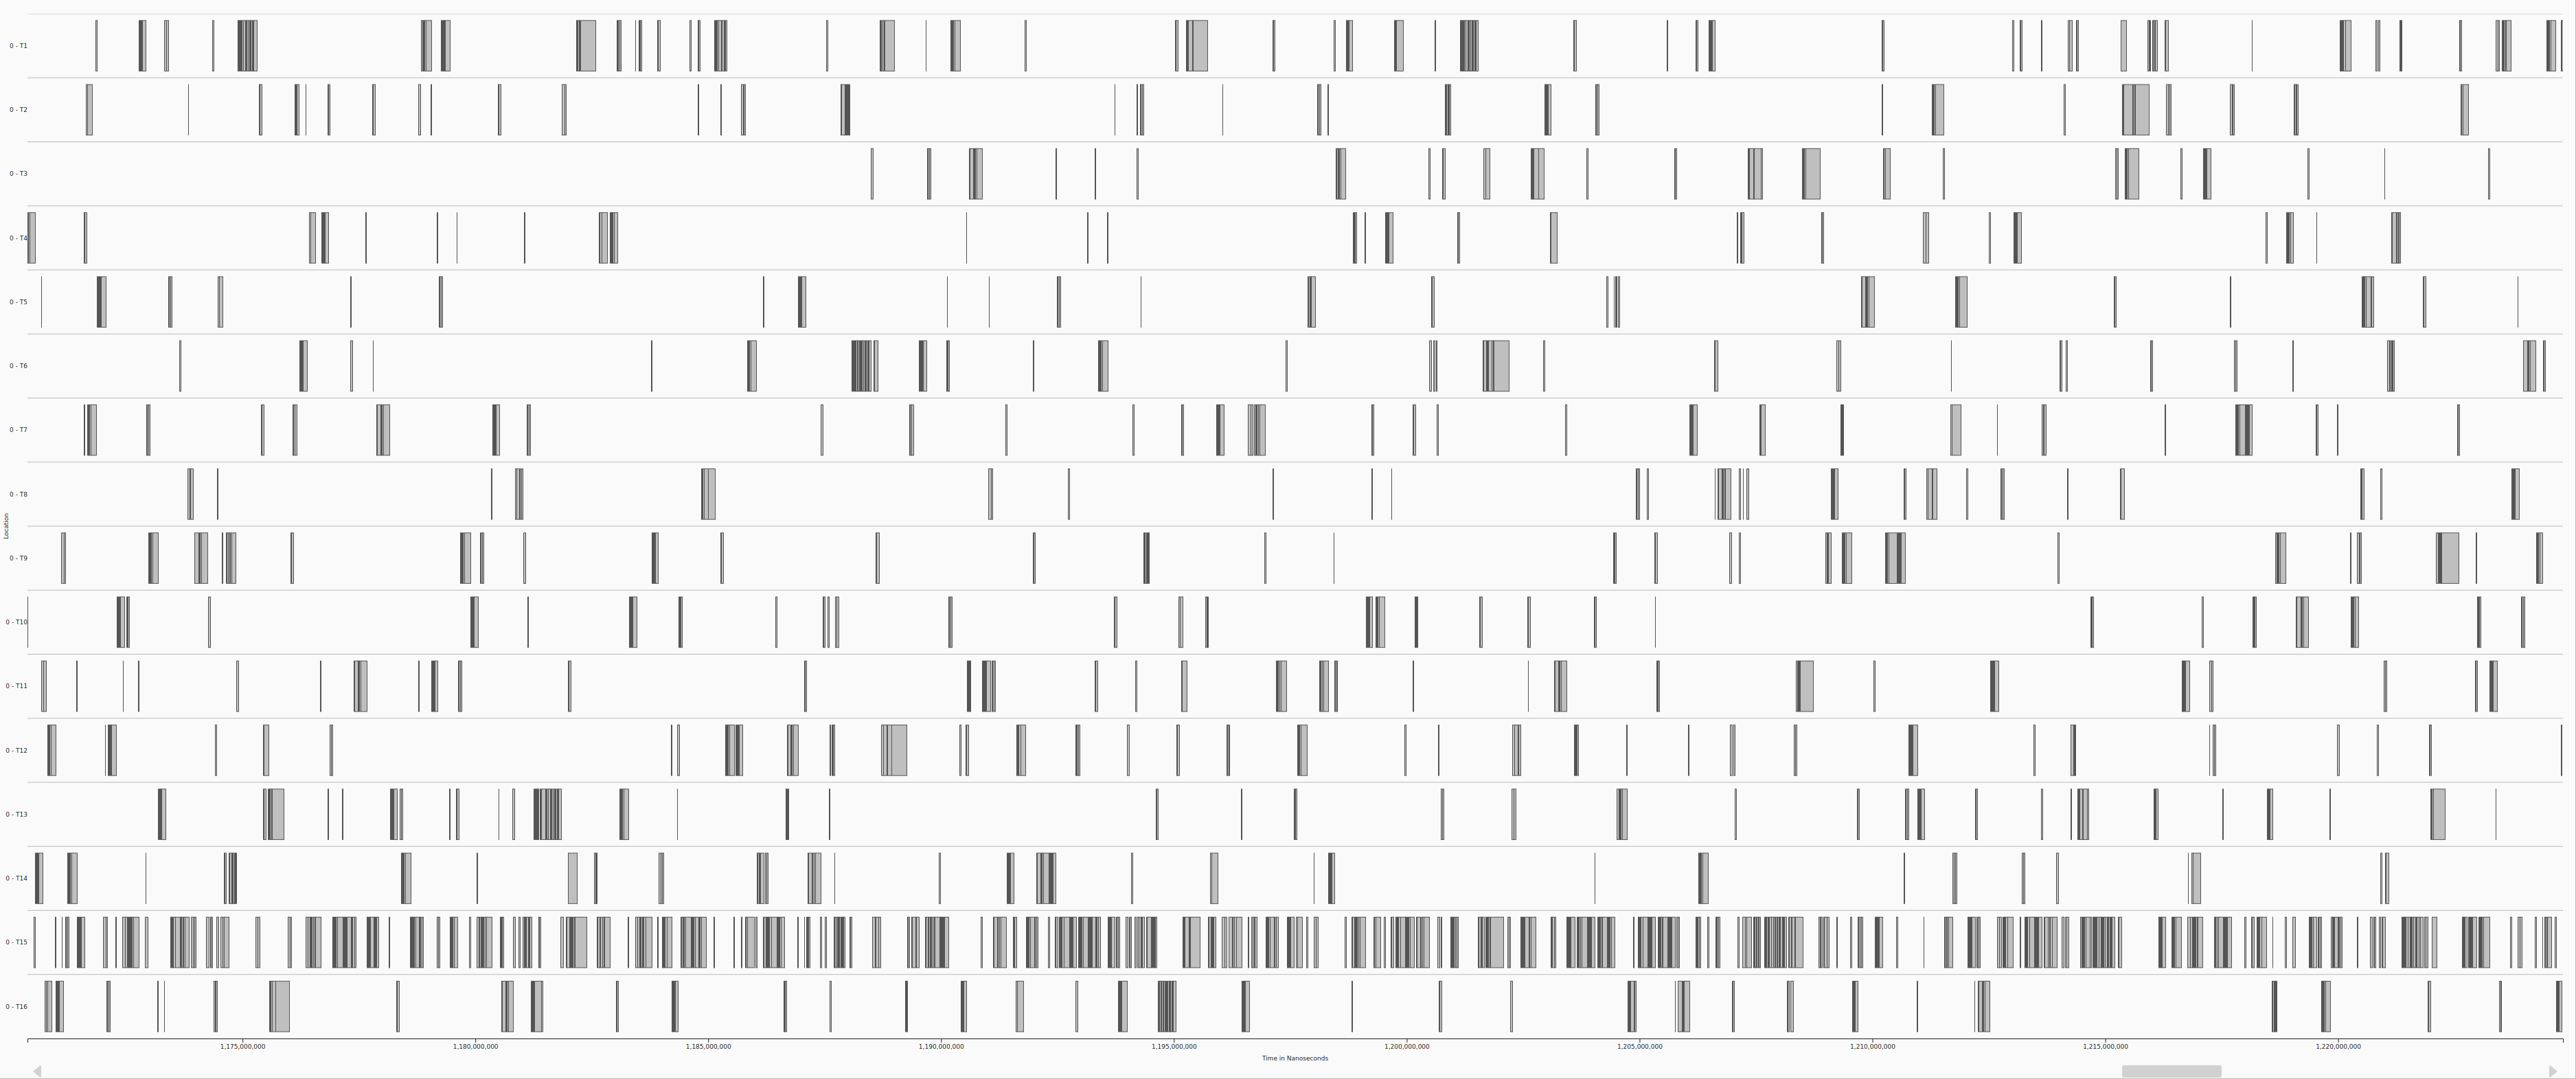 0 - T1
0 - T2
0 - T3
0 - T4
0 - T5
0 - T6
0 - T7
0 - T8
Location
0 - T9
0 - T10
0 - T11
0 - T12
0 - T13
0 - T14
0 - T15
0 - T16
1,175,000,000 1,180,000,000 1,185,000,000 1,190,000,000 1,195,000,000 1,200,000,000 1,205,000,000 1,210,000,000 1,215,000,000 1,220,000,000
Time in Nanoseconds